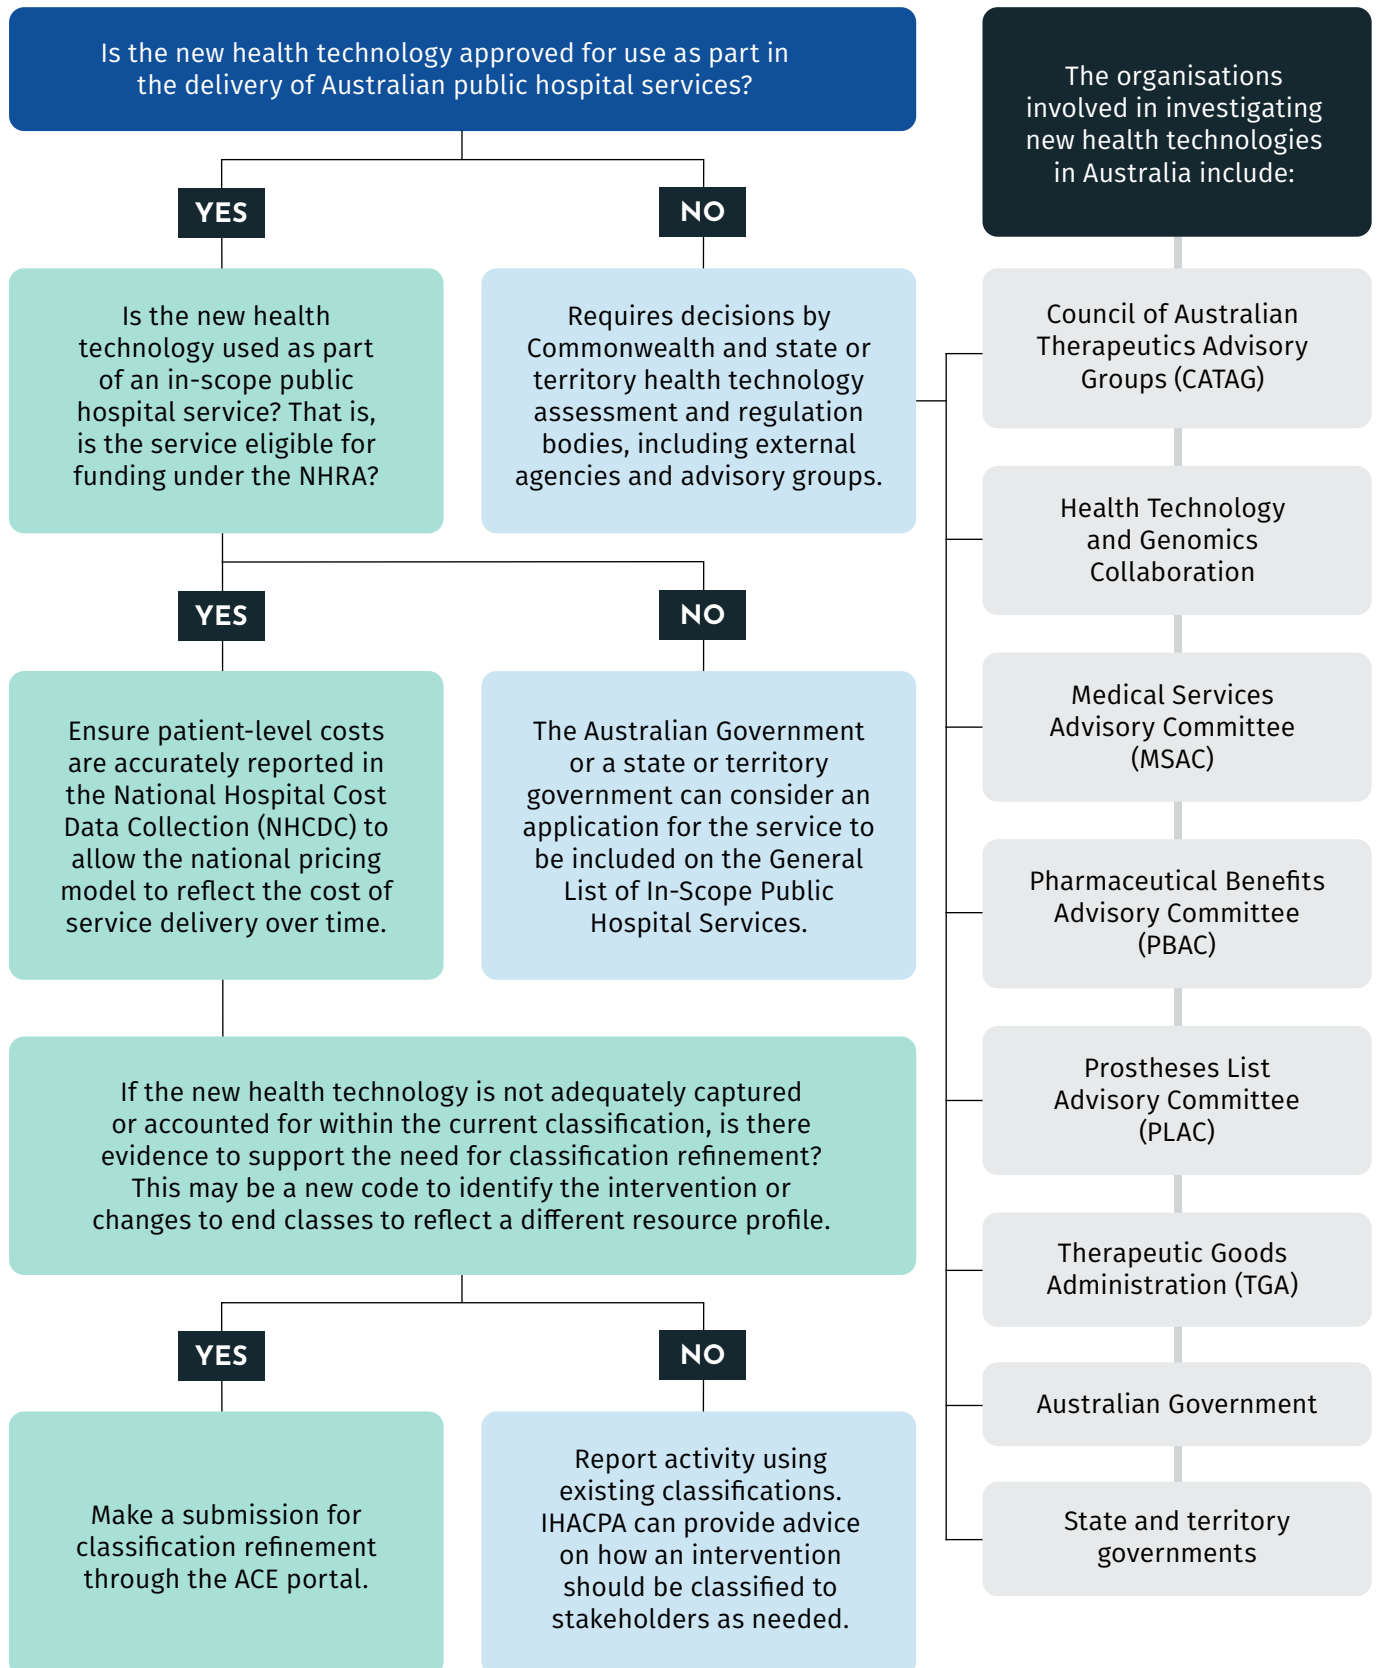 Is the new health technology approved for use as part in
the delivery of Australian public hospital services?
YES
NO
Is the new health
technology used as part
of an in-scope public
hospital service? That is,
is the service eligible for
funding under the NHRA?
Requires decisions by
Commonwealth and state or
territory health technology
assessment and regulation
bodies, including external
agencies and advisory groups.
YES
NO
Ensure patient-level costs
are accurately reported in
the National Hospital Cost
Data Collection (NHCDC) to
allow the national pricing
model to reflect the cost of
service delivery over time.
The Australian Government
or a state or territory
government can consider an
application for the service to
be included on the General
List of In-Scope Public
Hospital Services.
If the new health technology is not adequately captured
or accounted for within the current classification, is there
evidence to support the need for classification refinement?
This may be a new code to identify the intervention or
changes to end classes to reflect a different resource profile.
YES
NO
Make a submission for
classification refinement
through the ACE portal.
Report activity using
existing classifications.
IHACPA can provide advice
on how an intervention
should be classified to
stakeholders as needed.
The organisations
involved in investigating
new health technologies
in Australia include:
Council of Australian
Therapeutics Advisory
Groups (CATAG)
Health Technology
and Genomics
Collaboration
Medical Services
Advisory Committee
(MSAC)
Pharmaceutical Benefits
Advisory Committee
(PBAC)
Prostheses List
Advisory Committee
(PLAC)
Therapeutic Goods
Administration (TGA)
Australian Government
State and territory
governments